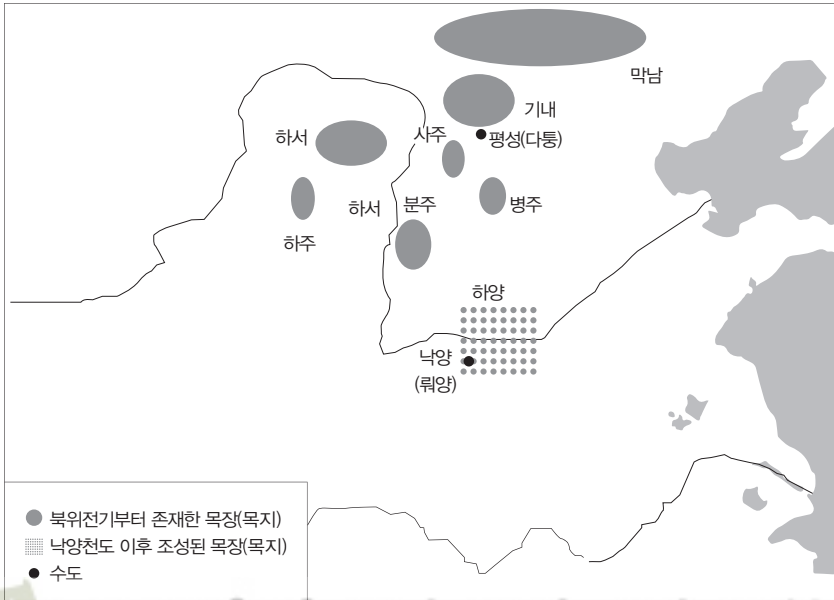 막남
기내
하서
사주
평성(다퉁)
하서
분주
병주
하주
하양
낙양
(뤄양)
북위전기부터 존재한 목장(목지)
낙양천도 이후 조성된 목장(목지)
수도